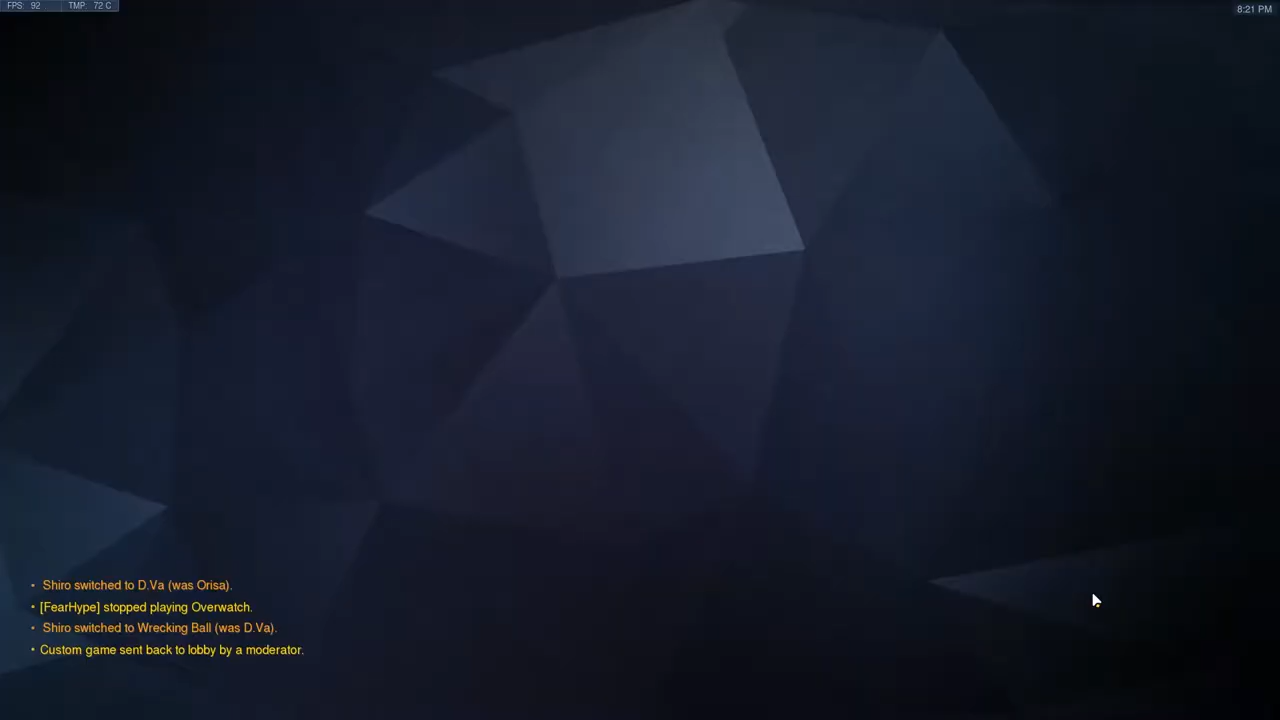 FPS: 92 TMP: 72 C
8:21 PM
• Shiro switched to D.Va (was Orisa).
• [FearHype] stopped playing Overwatch.
• Shiro switched to Wrecking Ball (was D.Va).
• Custom game sent back to lobby by a moderator.